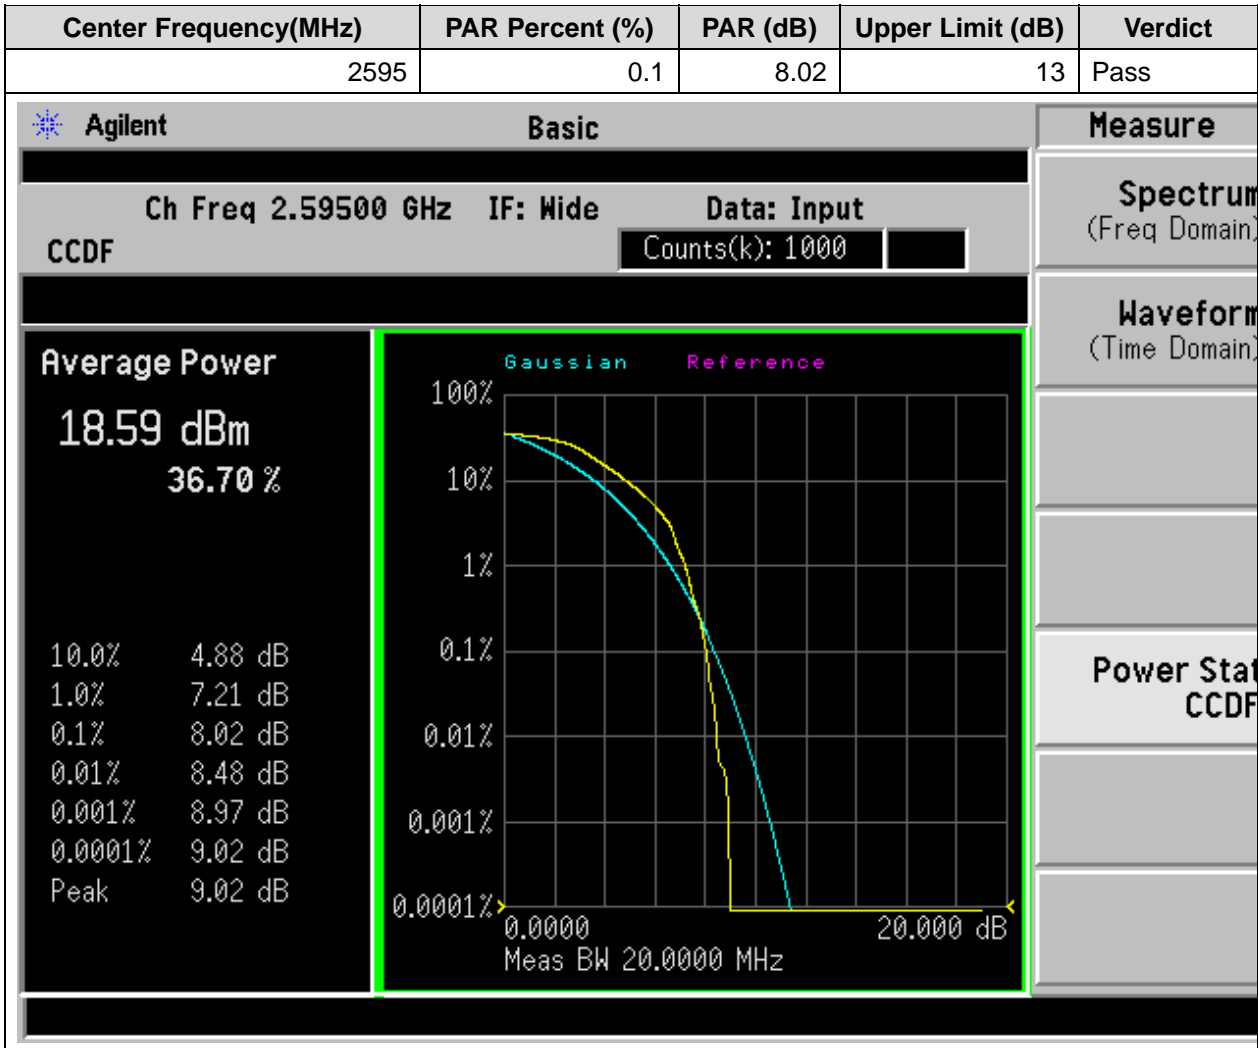 Center Frequency(MHz) PAR Percent (%) PAR (dB) Upper Limit (dB) Verdict
2595 0.1 8.02 13 Pass
Agilent Basic Measure
Ch Freq 2.59500 GHz IF: Wide Data: Input
CCDF Counts(k): 1000
Spectrum
(Freq Domain)
Waveform
(Time Domain)
Power Stat
CCDF
Average Power
18.59 dBm
36.70 %
10.0% 4.88 dB
1.0% 7.21 dB
0.1% 8.02 dB
0.01% 8.48 dB
0.001% 8.97 dB
0.0001% 9.02 dB
Peak 9.02 dB
Gaussian Reference
100%
10%
1%
0.1%
0.01%
0.001%
0.0001%
0.0000 20.000 dB
Meas BW 20.0000 MHz